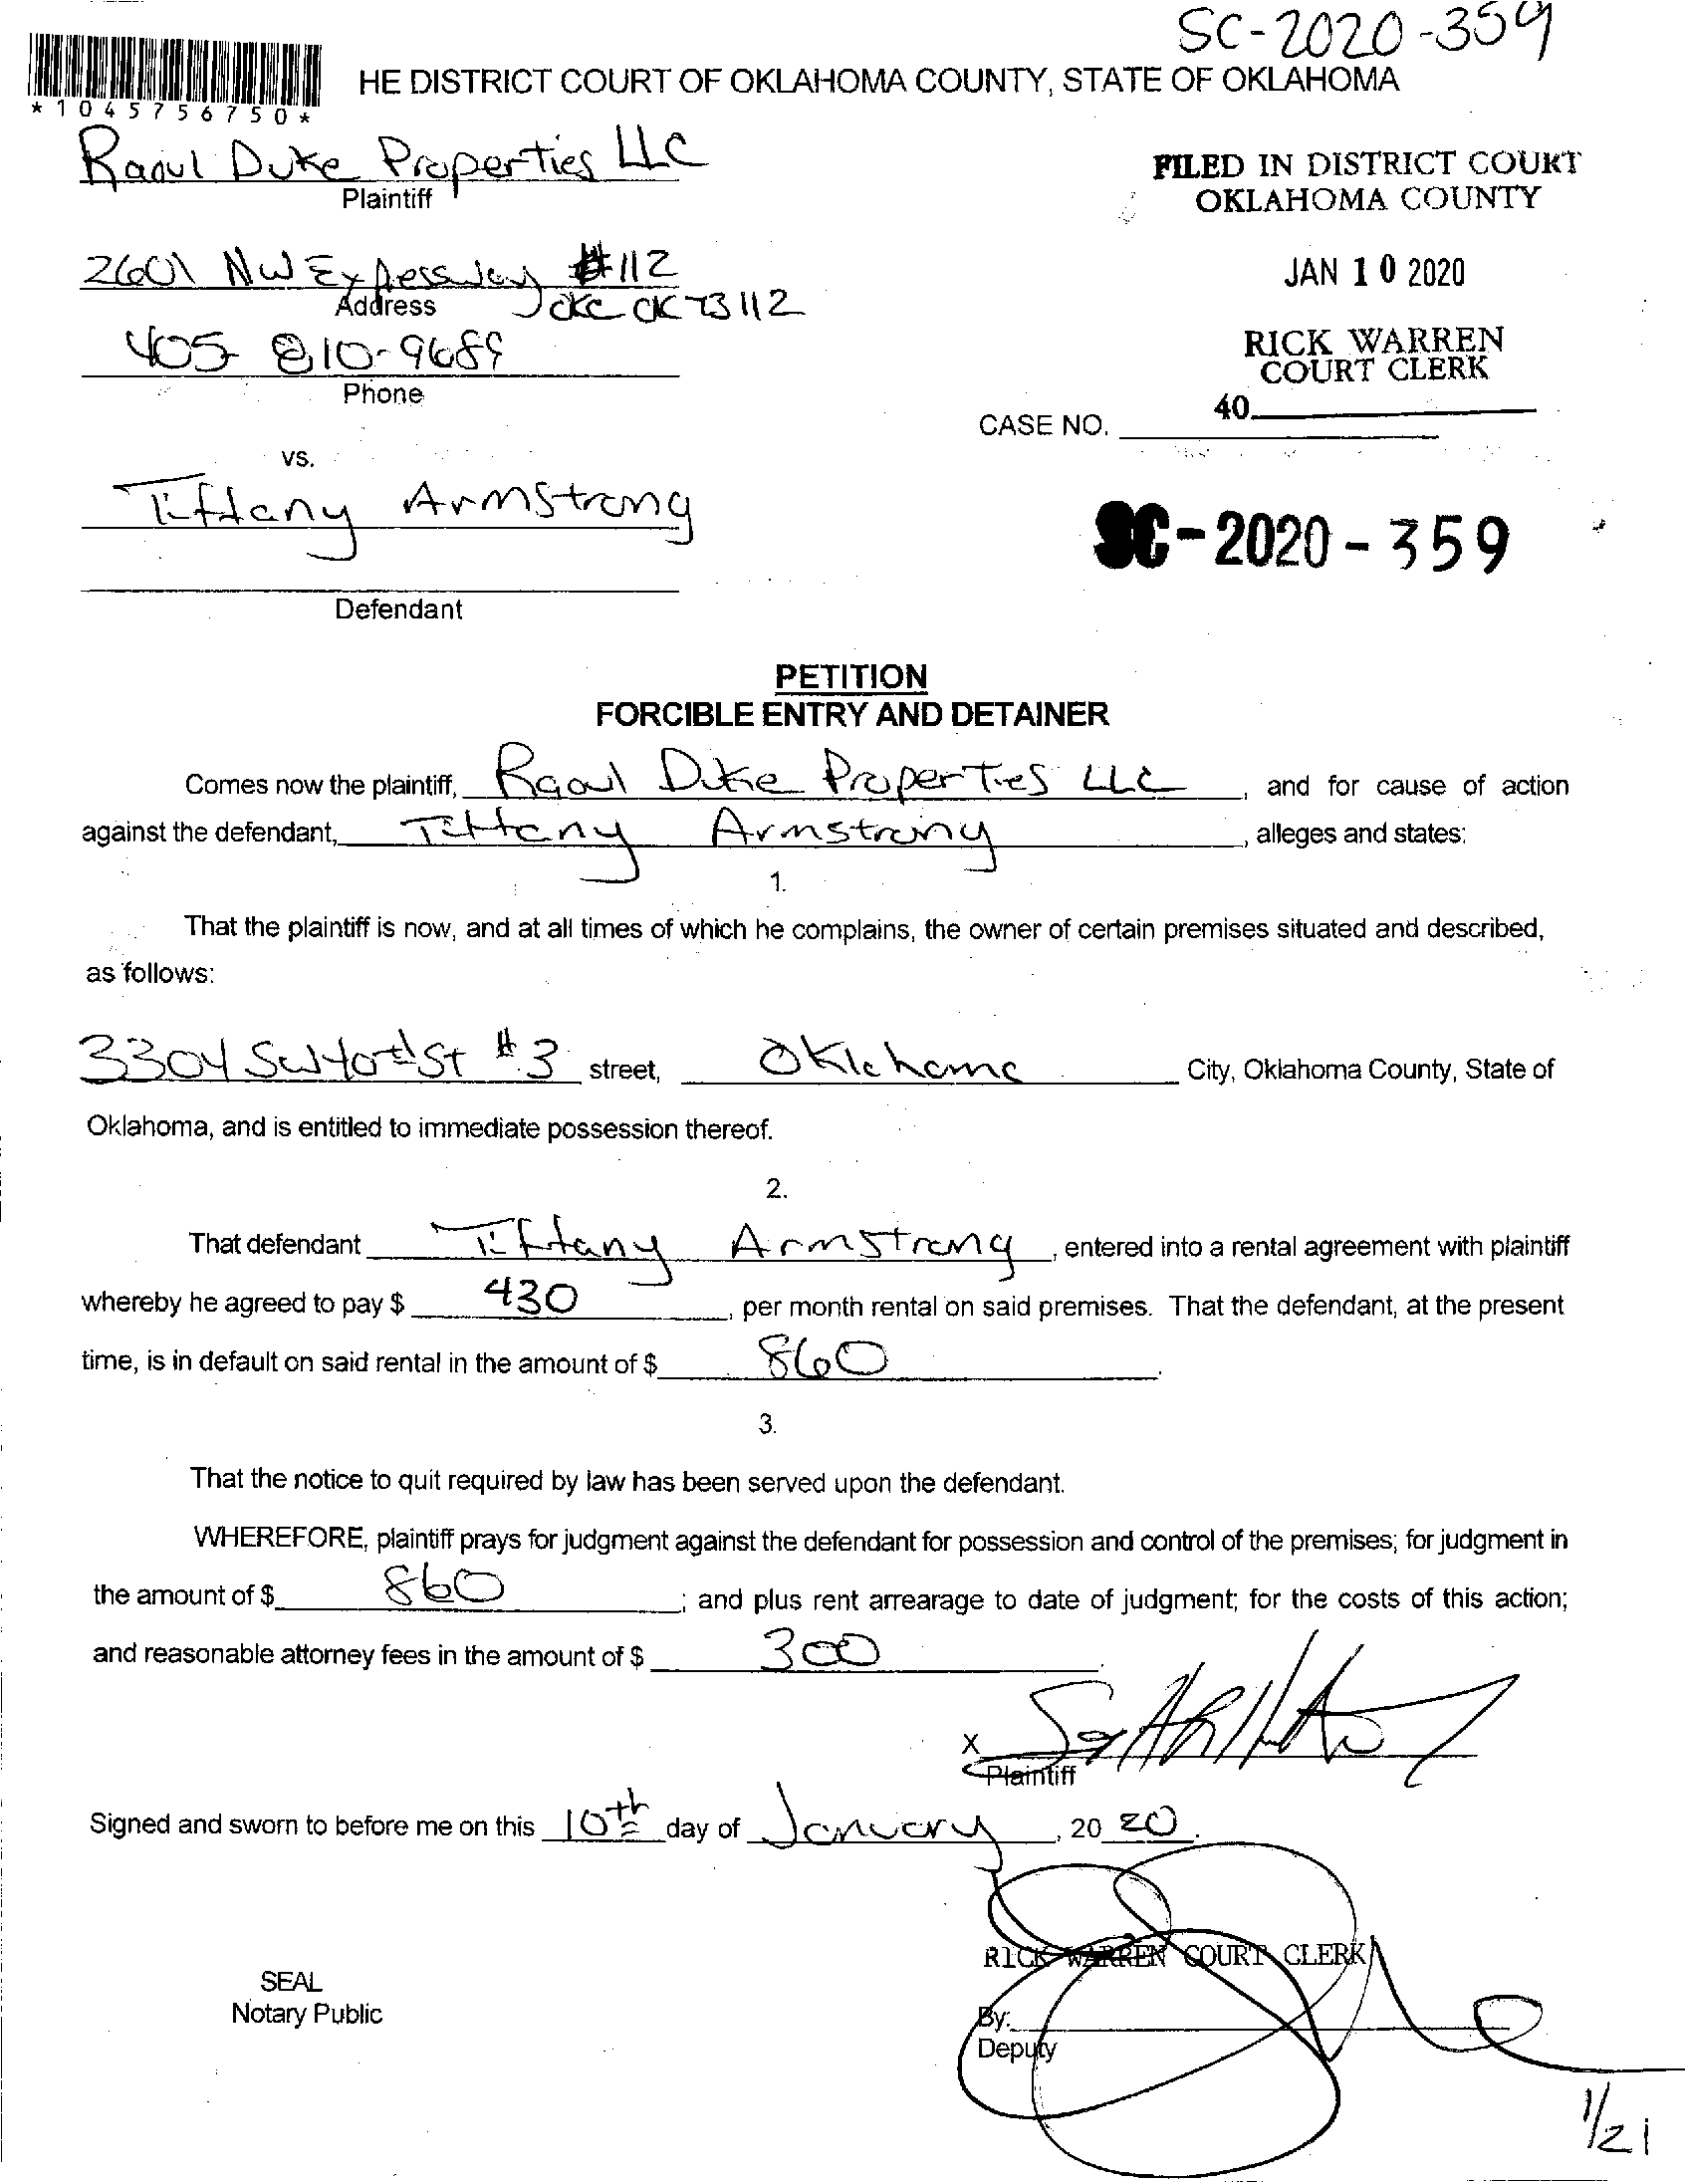 SC-2020-359
HE DISTRICT COURT OF OKLAHOMA COUNTY, STATE OF OKLAHOMA
*1045756750*
Raoul Duke Properties LLC
Plaintiff
FILED IN DISTRICT COURT
OKLAHOMA COUNTY
2601 NW Expressway #112
Address
OKC OK 73112
JAN 10 2020
405 810-9689
Phone
RICK WARREN
COURT CLERK
40
CASE NO.
vs.
Tiffany Armstrong
SC-2020-359
Defendant
PETITION
FORCIBLE ENTRY AND DETAINER
Comes now the plaintiff, Raoul Duke Properties LLC, and for cause of action
against the defendant, Tiffany Armstrong, alleges and states:
1.
That the plaintiff is now, and at all times of which he complains, the owner of certain premises situated and described,
as follows:
3304 SW 40th St #3 street, Oklahoma City, Oklahoma County, State of
Oklahoma, and is entitled to immediate possession thereof.
2.
That defendant Tiffany Armstrong, entered into a rental agreement with plaintiff
whereby he agreed to pay $ 430, per month rental on said premises. That the defendant, at the present
time, is in default on said rental in the amount of $ 860.
3.
That the notice to quit required by law has been served upon the defendant.
WHEREFORE, plaintiff prays for judgment against the defendant for possession and control of the premises; for judgment in
the amount of $ 860; and plus rent arrearage to date of judgment; for the costs of this action;
and reasonable attorney fees in the amount of $ 300.
X
Plaintiff
Signed and sworn to before me on this 10th day of January, 2020.
RICK WARREN COURT CLERK
SEAL
Notary Public
By:
Deputy
1/21